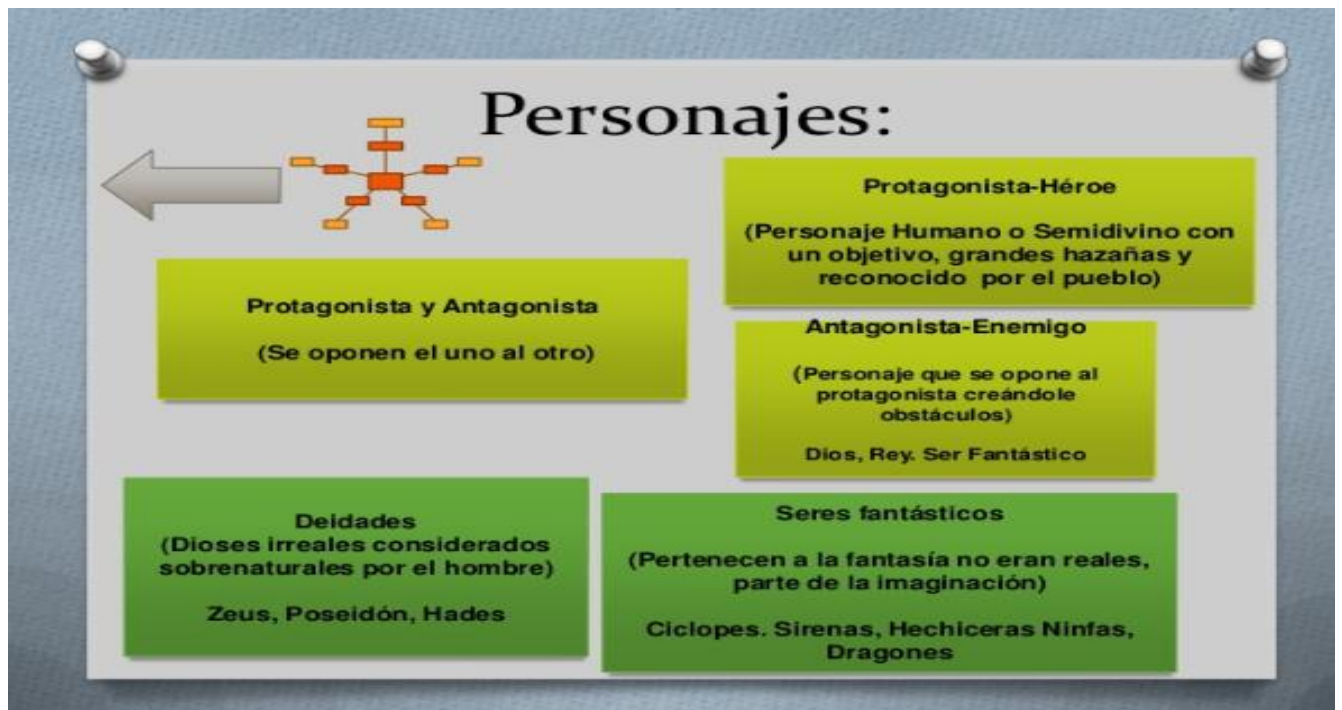 Personajes:
Protagonista-Héroe
(Personaje Humano o Semidivino con
un objetivo, grandes hazañas y
reconocido por el pueblo)
Protagonista y Antagonista
(Se oponen el uno al otro)
Antagonista-Enemigo
(Personaje que se opone al
protagonista creándole
obstáculos)
Dios, Rey. Ser Fantástico
Deidades
(Dioses irreales considerados
sobrenaturales por el hombre)
Zeus, Poseidón, Hades
Seres fantásticos
(Pertenecen a la fantasía no eran reales,
parte de la imaginación)
Ciclopes. Sirenas, Hechiceras Ninfas,
Dragones